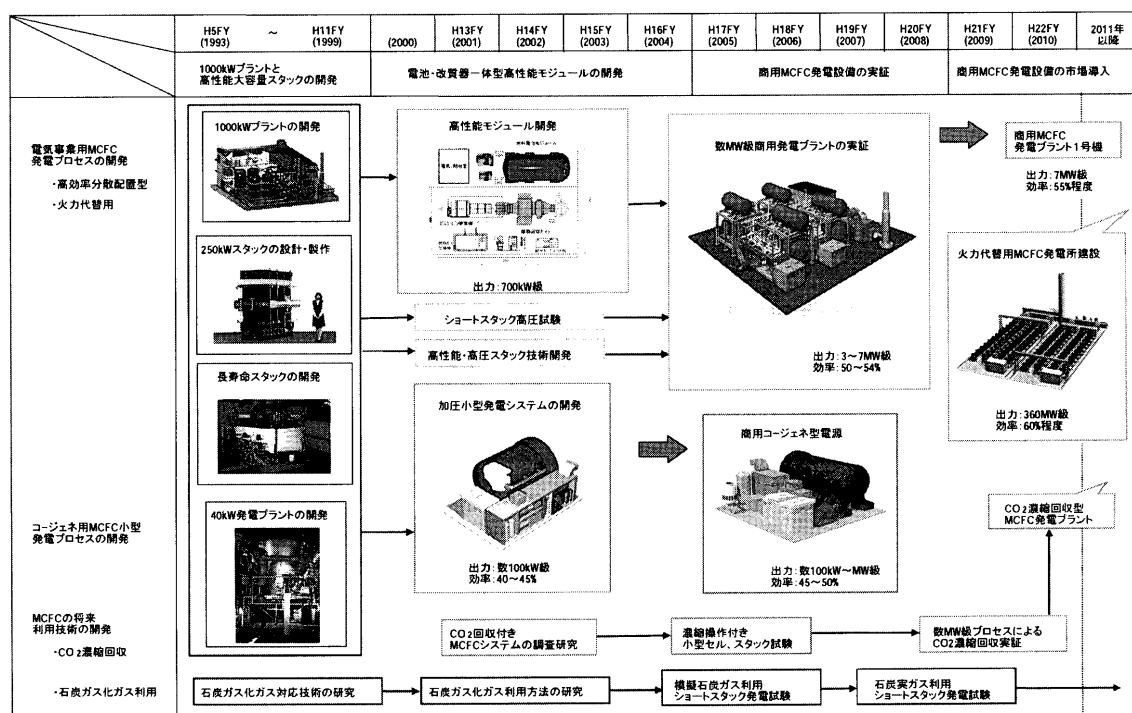 H5FY ～ H11FY
(1993) (1999)
(2000)
H13FY
(2001)
H14FY
(2002)
H15FY
(2003)
H16FY
(2004)
H17FY
(2005)
H18FY
(2006)
H19FY
(2007)
H20FY
(2008)
H21FY
(2009)
H22FY
(2010)
2011年
以降
1000kWプラントと
高性能大容量スタックの開発
電池・改質器一体型高性能モジュールの開発
商用MCFC発電設備の実証
商用MCFC発電設備の市場導入
電気事業用MCFC
発電プロセスの開発
・高効率分散配置型
・火力代替用
1000kWプラントの開発
250kWスタックの設計・製作
長寿命スタックの開発
40kW発電プラントの開発
高性能モジュール開発
出力：700kW級
ショートスタック高圧試験
高性能・高圧スタック技術開発
数MW級商用発電プラントの実証
出力：3～7MW級
効率：50～54%
商用MCFC
発電プラント1号機
出力：7MW級
効率：55%程度
火力代替用MCFC発電所建設
出力：360MW級
効率：60%程度
コージェネ用MCFC小型
発電プロセスの開発
加圧小型発電システムの開発
出力：数100kW級
効率：40～45%
商用コージェネ型電源
出力：数100kW～MW級
効率：45～50%
CO2濃縮回収型
MCFC発電プラント
MCFCの将来
利用技術の開発
・CO2濃縮回収
CO2回収付き
MCFCシステムの調査研究
濃縮操作付き
小型セル、スタック試験
数MW級プロセスによる
CO2濃縮回収実証
・石炭ガス化ガス利用
石炭ガス化ガス対応技術の研究
石炭ガス化ガス利用方法の研究
模擬石炭ガス利用
ショートスタック発電試験
石炭実ガス利用
ショートスタック発電試験